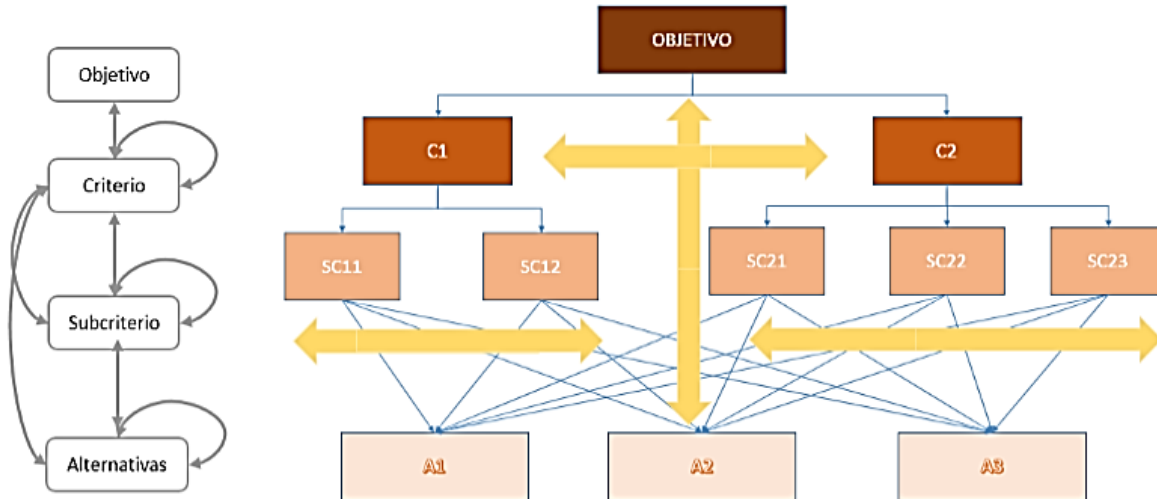 Objetivo
Criterio
Subcriterio
Alternativas
OBJETIVO
C1
C2
SC11
SC12
SC21
SC22
SC23
A1
A2
A3